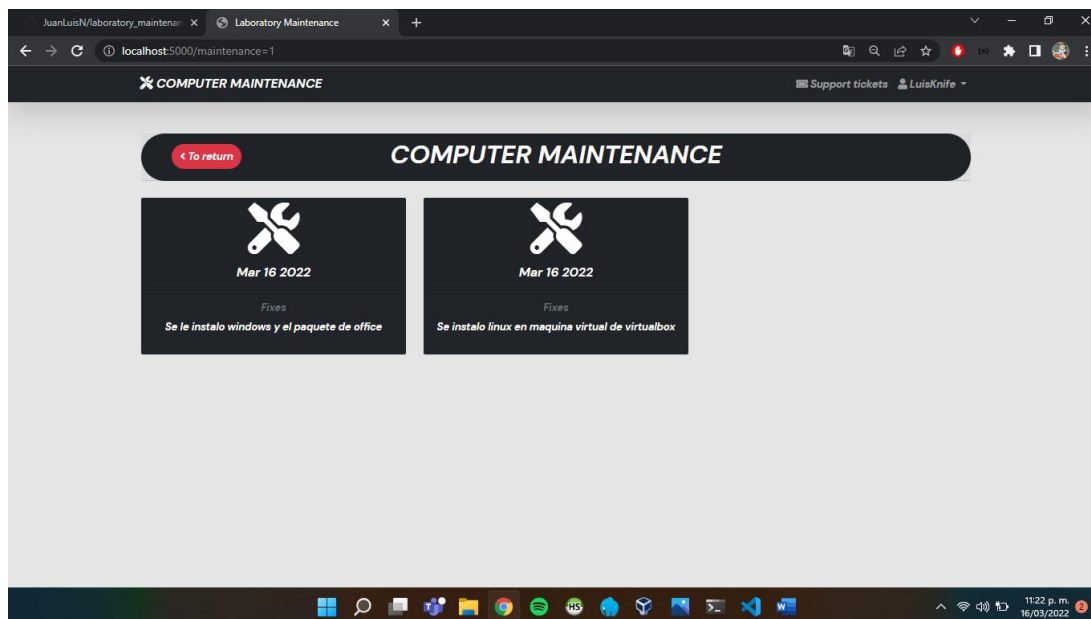 JuanLuisN/laboratory_maintenan
Laboratory Maintenance
localhost:5000/maintenance=1
COMPUTER MAINTENANCE
Support tickets
LuisKnife
To return
COMPUTER MAINTENANCE
Mar 16 2022
Fixes
Se le instalo windows y el paquete de office
Mar 16 2022
Fixes
Se instalo linux en maquina virtual de virtualbox
HS
11:22 p. m.
16/03/2022
2